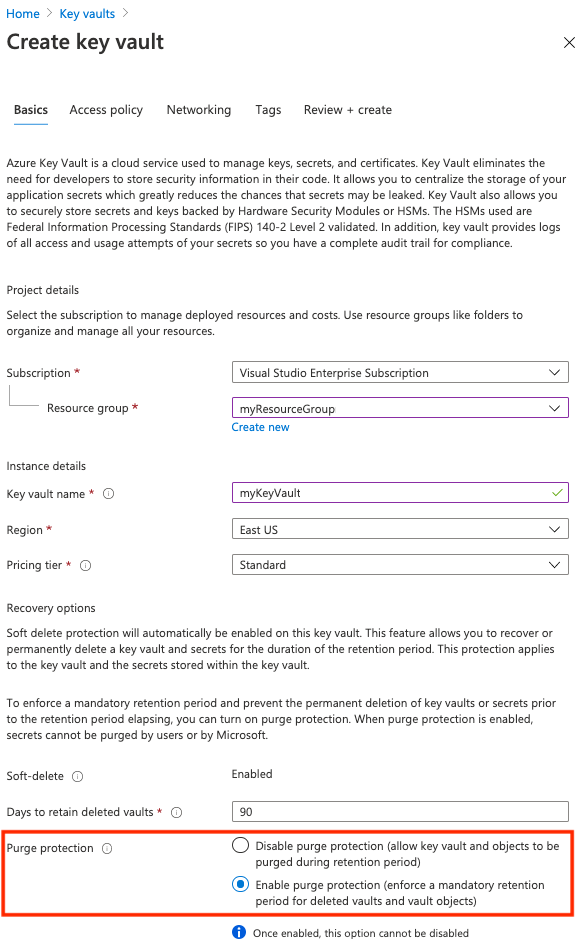 Home > Key vaults >
Create key vault
Basics Access policy Networking Tags Review + create
Azure Key Vault is a cloud service used to manage keys, secrets, and certificates. Key Vault eliminates the
need for developers to store security information in their code. It allows you to centralize the storage of your
application secrets which greatly reduces the chances that secrets may be leaked. Key Vault also allows you
to securely store secrets and keys backed by Hardware Security Modules or HSMs. The HSMs used are
Federal Information Processing Standards (FIPS) 140-2 Level 2 validated. In addition, key vault provides logs
of all access and usage attempts of your secrets so you have a complete audit trail for compliance.
Project details
Select the subscription to manage deployed resources and costs. Use resource groups like folders to
organize and manage all your resources.
Subscription * Visual Studio Enterprise Subscription
Resource group * myResourceGroup
Create new
Instance details
Key vault name * myKeyVault
Region * East US
Pricing tier * Standard
Recovery options
Soft delete protection will automatically be enabled on this key vault. This feature allows you to recover or
permanently delete a key vault and secrets for the duration of the retention period. This protection applies
to the key vault and the secrets stored within the key vault.
To enforce a mandatory retention period and prevent the permanent deletion of key vaults or secrets prior
to the retention period elapsing, you can turn on purge protection. When purge protection is enabled,
secrets cannot be purged by users or by Microsoft.
Soft-delete Enabled
Days to retain deleted vaults * 90
Purge protection Disable purge protection (allow key vault and objects to be
purged during retention period)
Enable purge protection (enforce a mandatory retention
period for deleted vaults and vault objects)
Once enabled, this option cannot be disabled